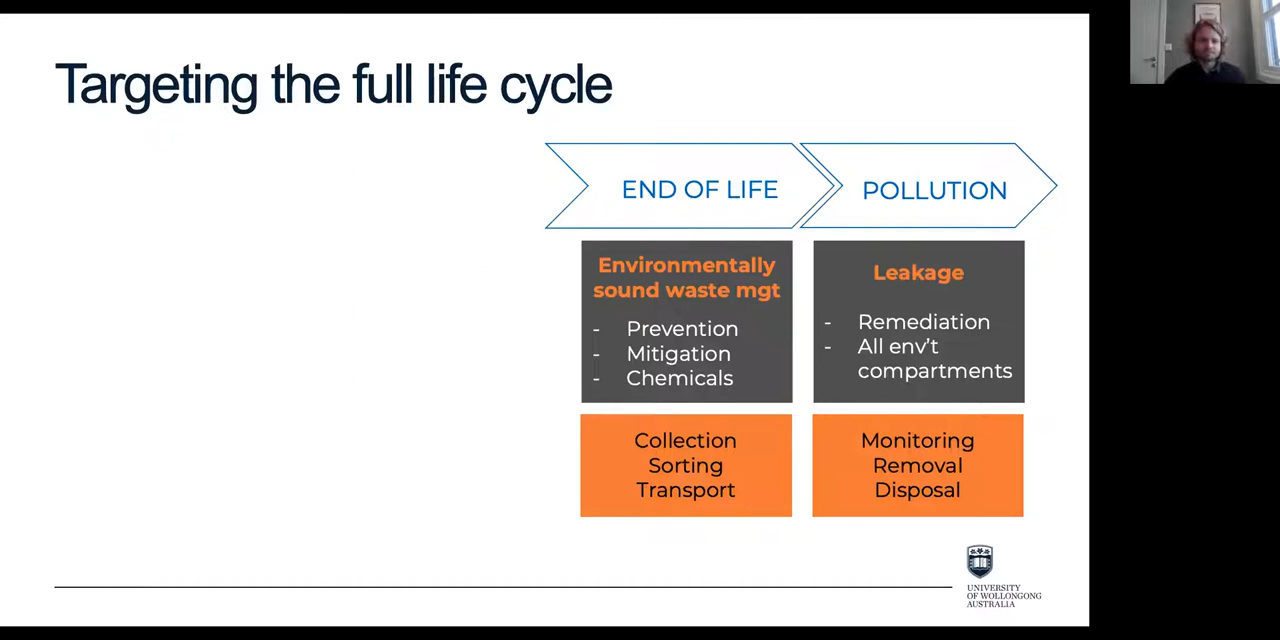 Targeting the full life cycle
END OF LIFE
POLLUTION
Environmentally
sound waste mgt
- Prevention
- Mitigation
- Chemicals
Leakage
- Remediation
- All env't
compartments
Collection
Sorting
Transport
Monitoring
Removal
Disposal
UNIVERSITY
OF WOLLONGONG
AUSTRALIA